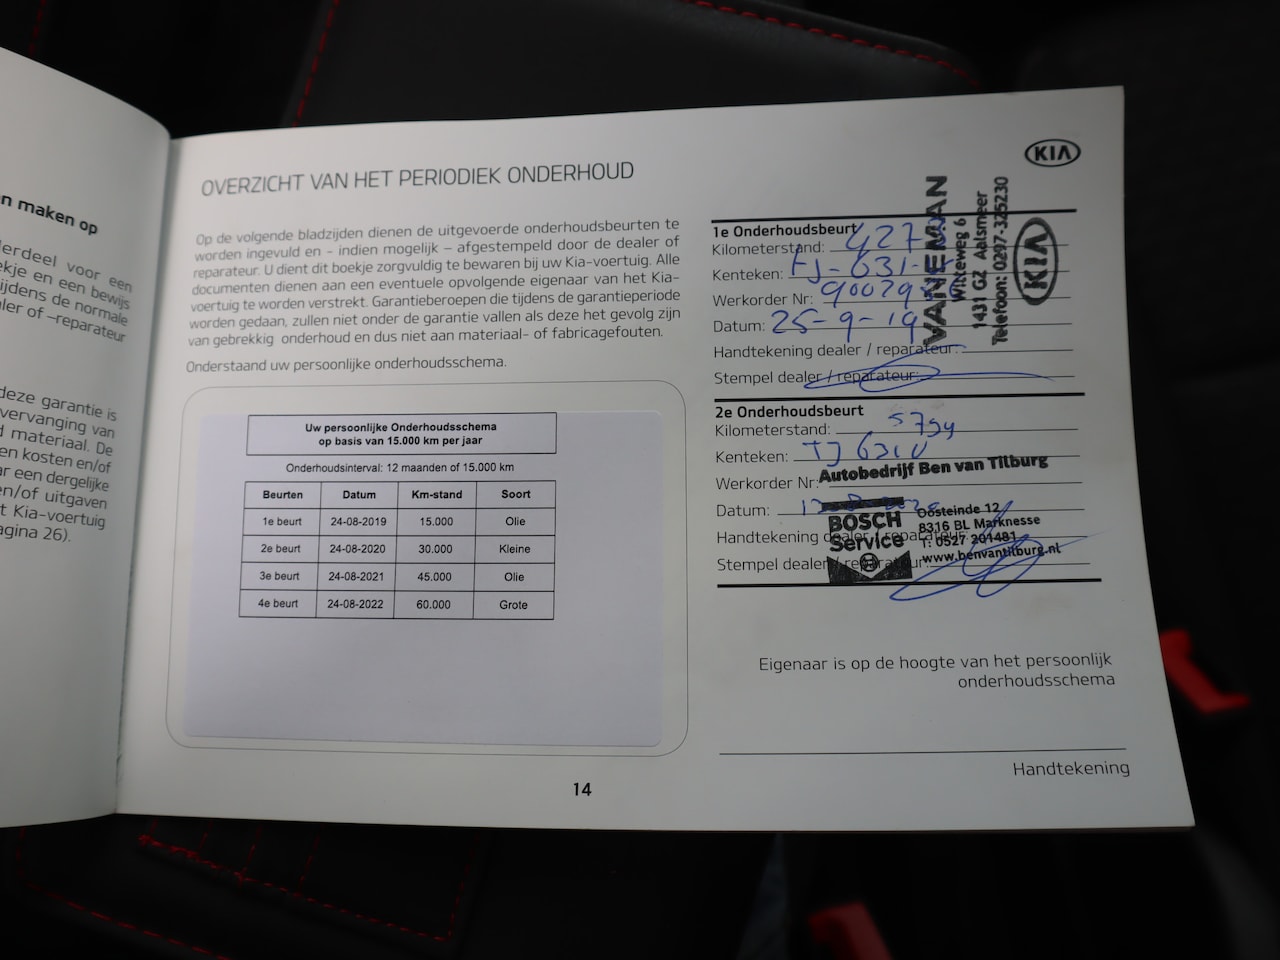 n maken op
derdeel voor een
kje en een bewijs
ijdens de normale
ler of –reparateur
deze garantie is
vervanging van
d materiaal. De
en kosten en/of
ar een dergelijke
en/of uitgaven
t Kia-voertuig
agina 26).
OVERZICHT VAN HET PERIODIEK ONDERHOUD
Op de volgende bladzijden dienen de uitgevoerde onderhoudsbeurten te
worden ingevuld en - indien mogelijk – afgestempeld door de dealer of
reparateur. U dient dit boekje zorgvuldig te bewaren bij uw Kia-voertuig. Alle
documenten dienen aan een eventuele opvolgende eigenaar van het Kia-
voertuig te worden verstrekt. Garantieberoepen die tijdens de garantieperiode
worden gedaan, zullen niet onder de garantie vallen als deze het gevolg zijn
van gebrekkig onderhoud en dus niet aan materiaal- of fabricagefouten.
Onderstaand uw persoonlijke onderhoudsschema.
Uw persoonlijke Onderhoudsschema
op basis van 15.000 km per jaar
Onderhoudsinterval: 12 maanden of 15.000 km
Beurten Datum Km-stand Soort
1e beurt 24-08-2019 15.000 Olie
2e beurt 24-08-2020 30.000 Kleine
3e beurt 24-08-2021 45.000 Olie
4e beurt 24-08-2022 60.000 Grote
14
KIA
1e Onderhoudsbeurt
Kilometerstand:
Kenteken: TJ-631-
Werkorder Nr:
Datum: 25-9-19
Handtekening dealer / reparateur:
Stempel dealer / reparateur:
VANEMAN
Witteweg 6
1431 GZ Aalsmeer
Telefoon: 0297-325230
KIA
2e Onderhoudsbeurt
Kilometerstand:
Kenteken: TJ 631 V
Werkorder Nr:
Autobedrijf Ben van Tilburg
Datum:
Handtekening dealer / reparateur:
Stempel dealer / reparateur:
BOSCH
Service
Oosteinde 12
8316 BL Marknesse
T: 0527 201481
www.benvantilburg.nl
Eigenaar is op de hoogte van het persoonlijk
onderhoudsschema
Handtekening